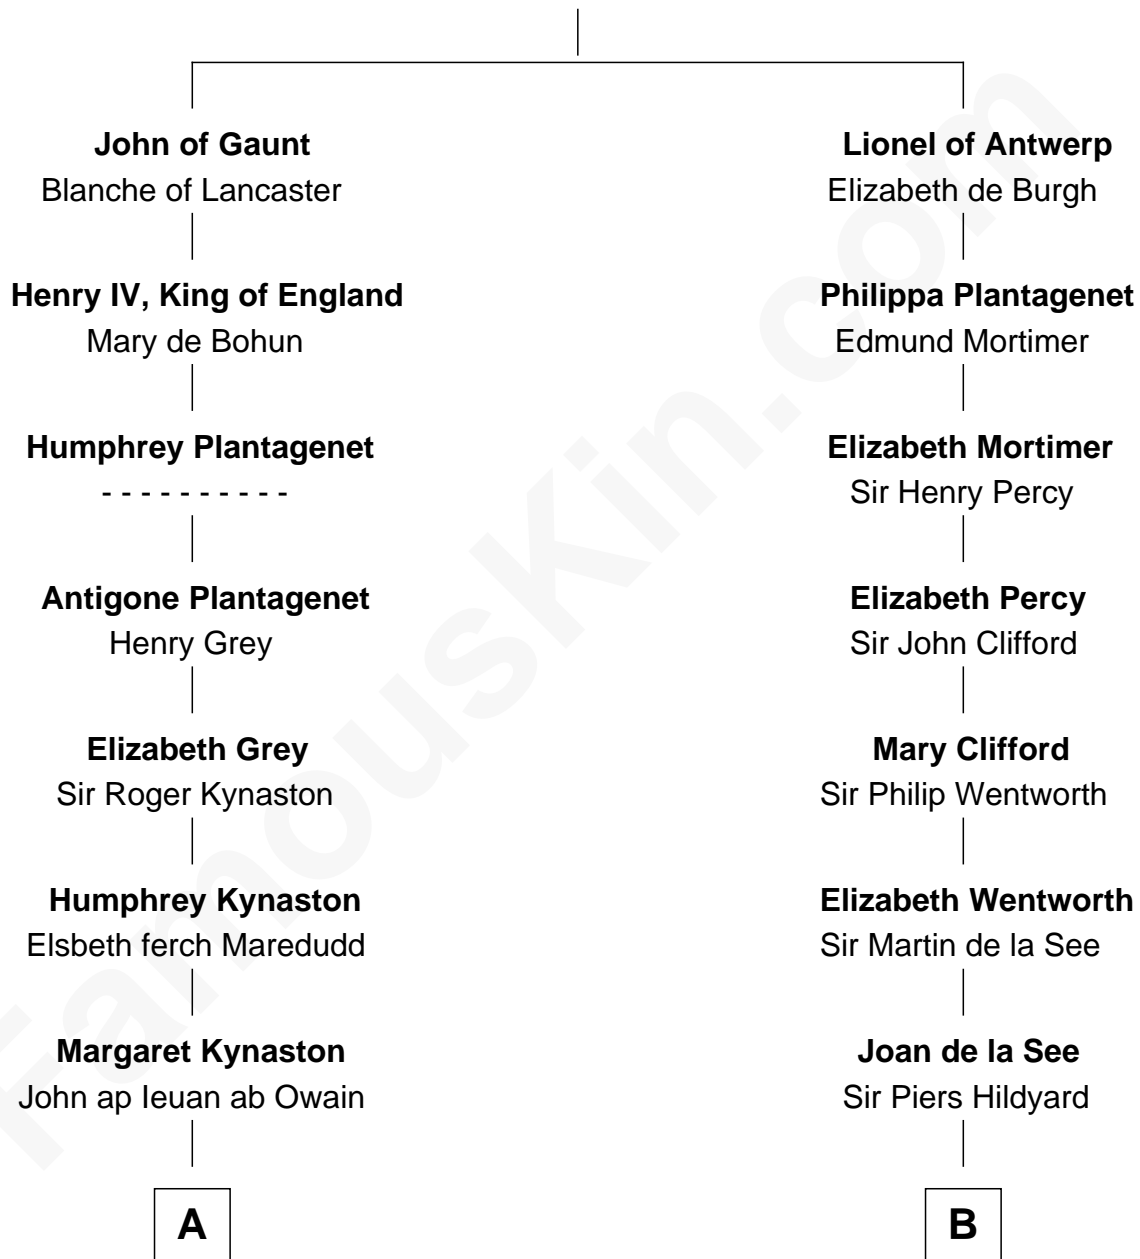 John of Gaunt
Blanche of Lancaster
Henry IV, King of England
Mary de Bohun
Humphrey Plantagenet
- - - - - - - - - -
Antigone Plantagenet
Henry Grey
Elizabeth Grey
Sir Roger Kynaston
Humphrey Kynaston
Elsbeth ferch Maredudd
Margaret Kynaston
John ap Ieuan ab Owain
A
Lionel of Antwerp
Elizabeth de Burgh
Philippa Plantagenet
Edmund Mortimer
Elizabeth Mortimer
Sir Henry Percy
Elizabeth Percy
Sir John Clifford
Mary Clifford
Sir Philip Wentworth
Elizabeth Wentworth
Sir Martin de la See
Joan de la See
Sir Piers Hildyard
B
FamousKin.com